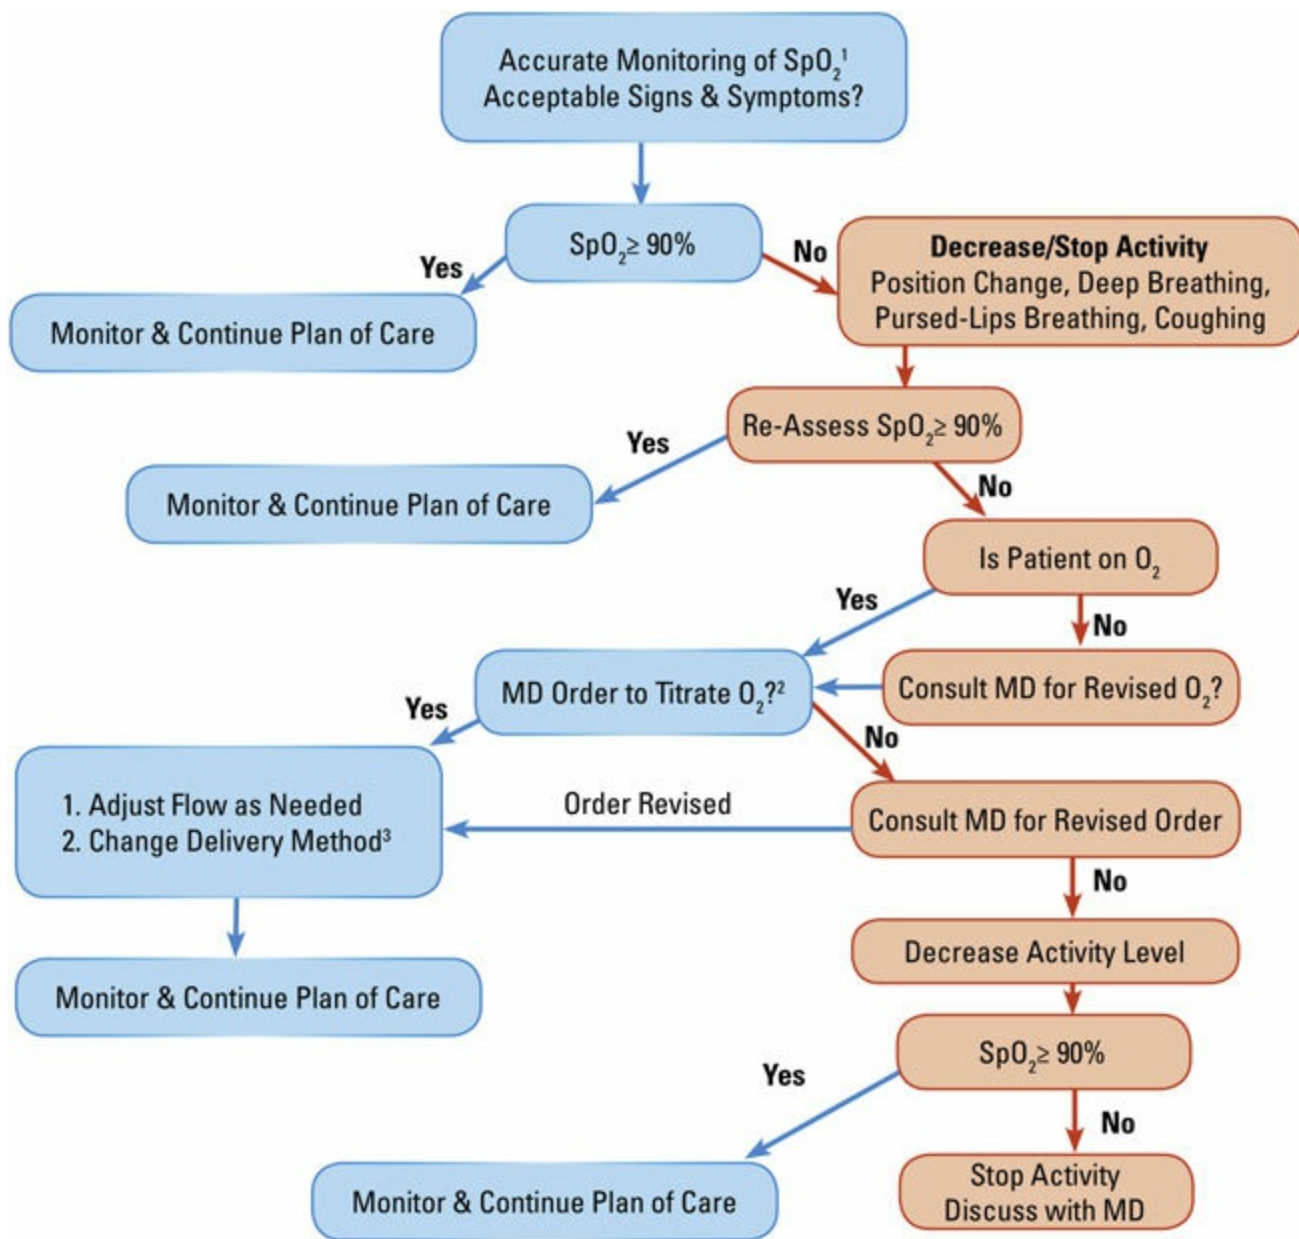 Accurate Monitoring of SpO₂¹
Acceptable Signs & Symptoms?
SpO₂≥ 90%
Yes
No
Decrease/Stop Activity
Position Change, Deep Breathing,
Pursed-Lips Breathing, Coughing
Monitor & Continue Plan of Care
Re-Assess SpO₂≥ 90%
Yes
No
Monitor & Continue Plan of Care
Is Patient on O₂
Yes
No
MD Order to Titrate O₂?²
Consult MD for Revised O₂?
Yes
No
1. Adjust Flow as Needed
2. Change Delivery Method³
Order Revised
Consult MD for Revised Order
No
Decrease Activity Level
Monitor & Continue Plan of Care
SpO₂≥ 90%
Yes
No
Monitor & Continue Plan of Care
Stop Activity
Discuss with MD